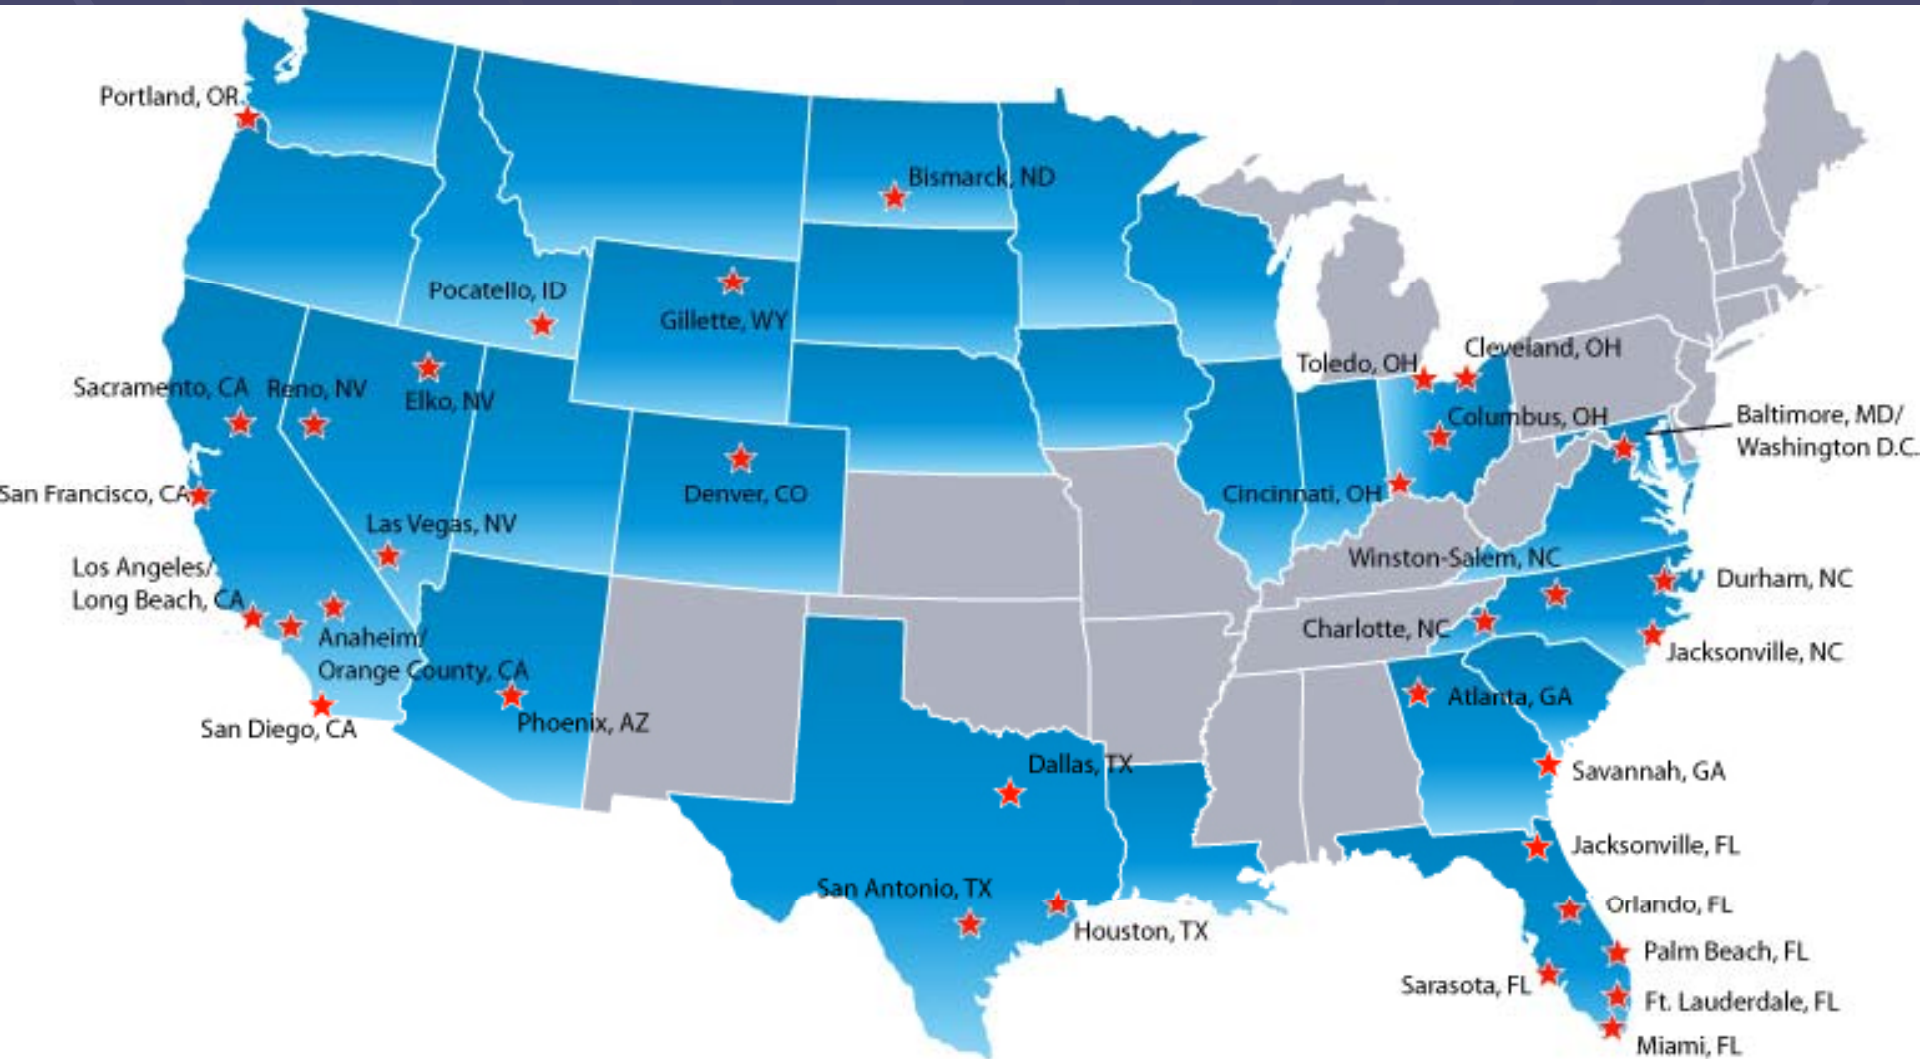 Portland, OR
Bismarck, ND
Pocatello, ID
Gillette, WY
Toledo, OH
Cleveland, OH
Sacramento, CA
Reno, NV
Elko, NV
Columbus, OH
Baltimore, MD/
Washington D.C.
San Francisco, CA
Denver, CO
Cincinnati, OH
Las Vegas, NV
Winston-Salem, NC
Los Angeles/
Long Beach, CA
Durham, NC
Charlotte, NC
Anaheim/
Orange County, CA
Jacksonville, NC
San Diego, CA
Phoenix, AZ
Atlanta, GA
Dallas, TX
Savannah, GA
Jacksonville, FL
San Antonio, TX
Orlando, FL
Houston, TX
Palm Beach, FL
Sarasota, FL
Ft. Lauderdale, FL
Miami, FL